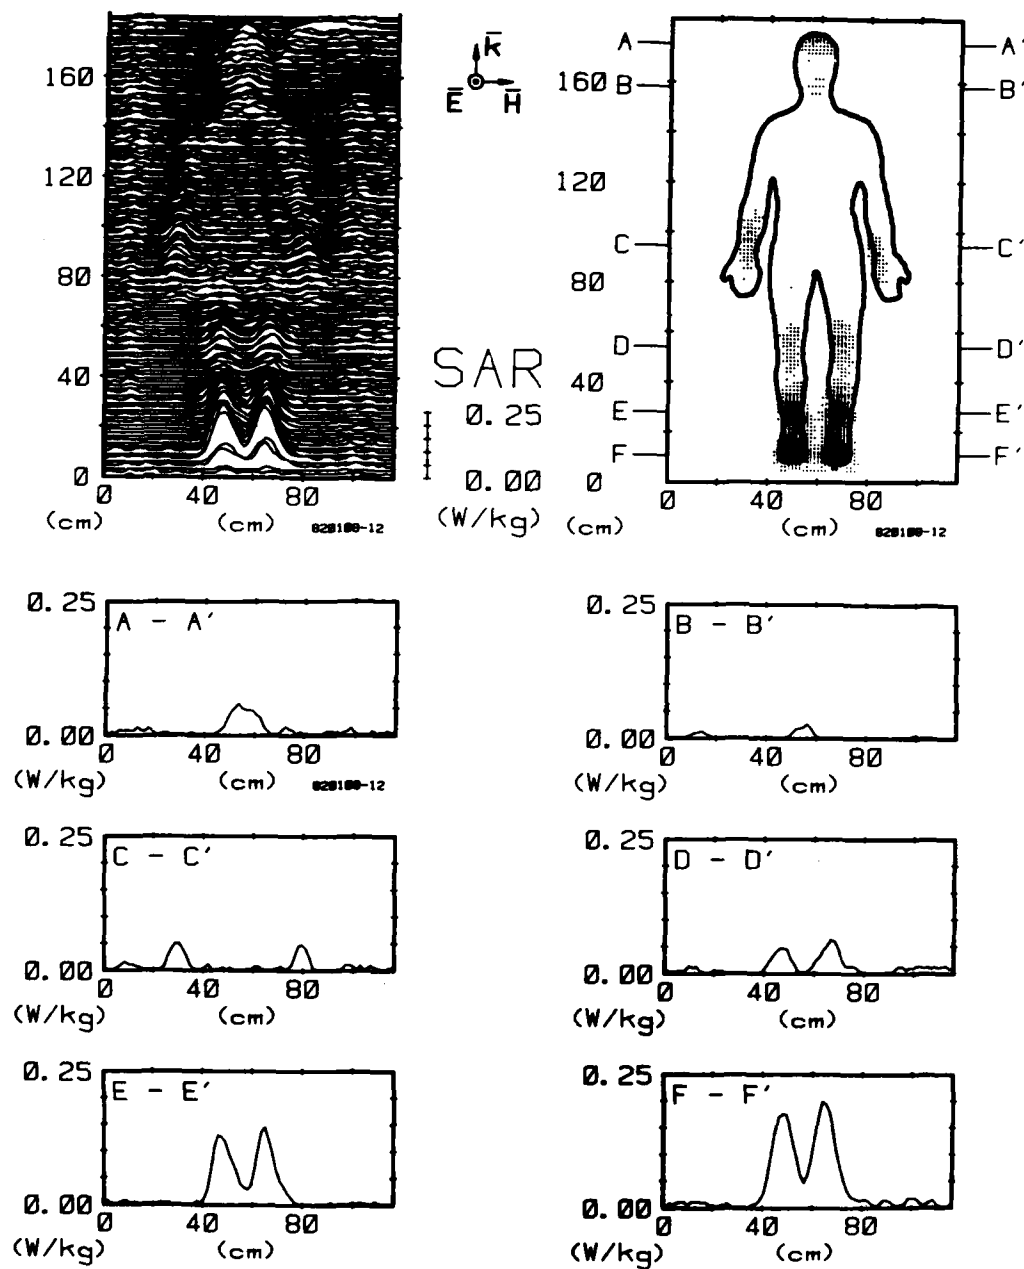 160
120
80
40
0
0 40 80
(cm) (cm) 820108-12
k
E H
SAR
0.25
0.00
(W/kg)
A A'
160 B B'
120
C C'
80
D D'
40
E E'
F F'
0
0 40 80
(cm) (cm) 820108-12
0.25
A - A'
0.00
0 40 80
(W/kg) (cm) 820108-12
0.25
B - B'
0.00
0 40 80
(W/kg) (cm)
0.25
C - C'
0.00
0 40 80
(W/kg) (cm)
0.25
D - D'
0.00
0 40 80
(W/kg) (cm)
0.25
E - E'
0.00
0 40 80
(W/kg) (cm)
0.25
F - F'
0.00
0 40 80
(W/kg) (cm)